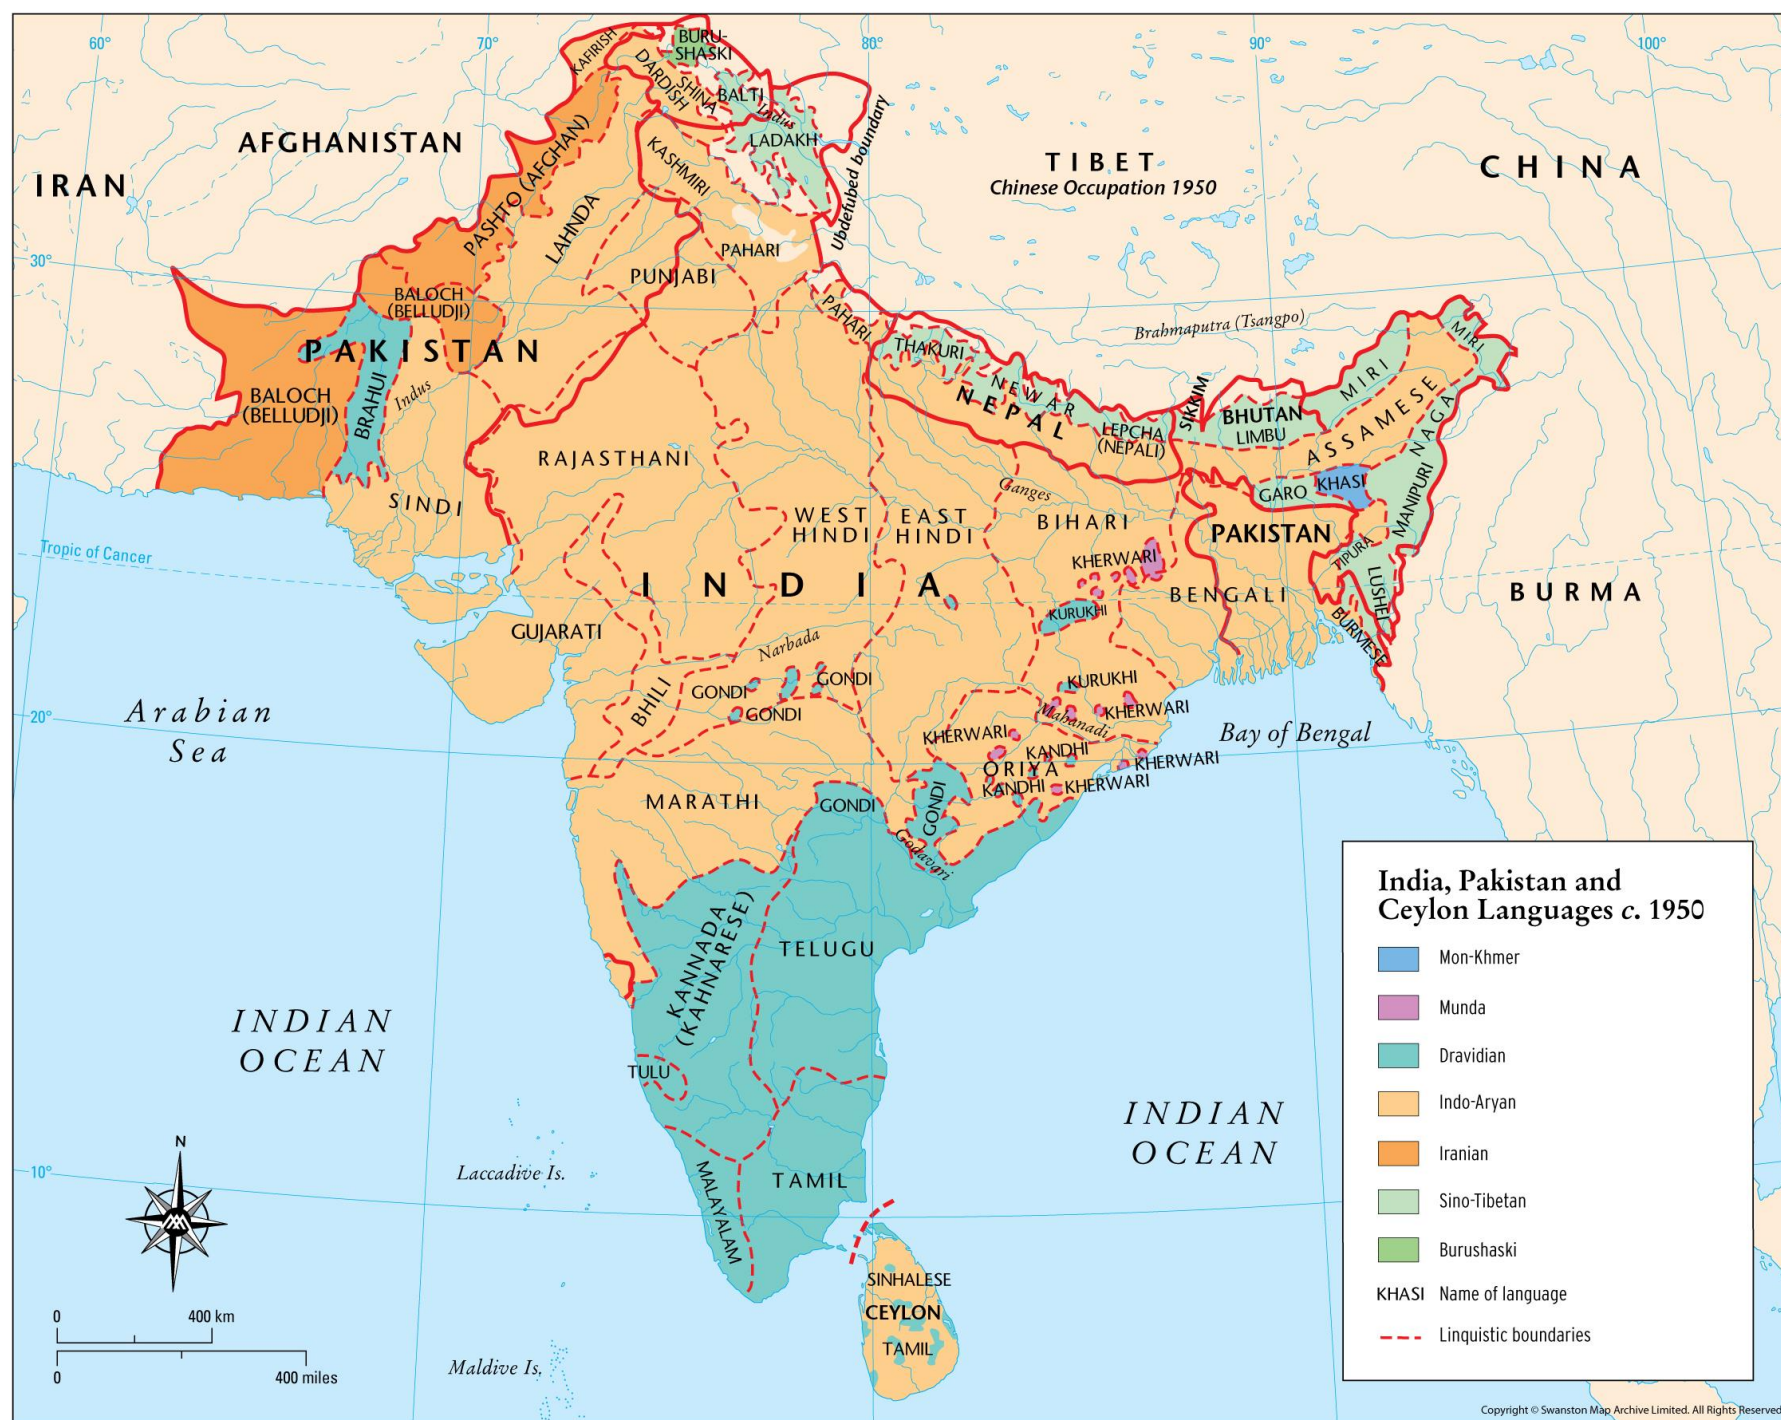 60°
70°
80°
90°
100°
KAFIRISH
BURU-
SHASKI
DARDISH
SHINA
BALTI
Indus
LADAKH
Ubdefubed boundary
AFGHANISTAN
IRAN
TIBET
Chinese Occupation 1950
CHINA
PASHTO (AFGHAN)
LAHNDA
KASHMIRI
PAHARI
PUNJABI
30°
BALOCH
(BELLUDJI)
PAHARI
Brahmaputra (Tsangpo)
THAKURI
NEWAR
NEPAL
LEPCHA
(NEPALI)
SIKKIM
BHUTAN
LIMBU
MIRI
MIRI
ASSAMESE
NAGA
PAKISTAN
BALOCH
(BELLUDJI)
BRAHUI
Indus
RAJASTHANI
SINDI
Ganges
GARO
KHASI
MANIPURI
WEST
HINDI
EAST
HINDI
BIHARI
PAKISTAN
Tropic of Cancer
KHERWARI
TIPURA
LUSHEI
BURMESE
BURMA
INDIA
BENGALI
KURUKHI
GUJARATI
Narbada
BHILI
GONDI
GONDI
GONDI
KURUKHI
KHERWARI
Mahanadi
20°
Arabian
Sea
Bay of Bengal
KHERWARI
KANDHI
KHERWARI
ORIYA
KANDHI
KHERWARI
MARATHI
GONDI
GONDI
Godavari
KANNADA
(KAHNARESE)
TELUGU
INDIAN
OCEAN
TULU
INDIAN
OCEAN
N
10°
Laccadive Is.
MALAYALAM
TAMIL
SINHALESE
CEYLON
TAMIL
0
400 km
0
400 miles
Maldive Is.
India, Pakistan and
Ceylon Languages c. 1950
Mon-Khmer
Munda
Dravidian
Indo-Aryan
Iranian
Sino-Tibetan
Burushaski
KHASI Name of language
Linquistic boundaries
Copyright © Swanston Map Archive Limited. All Rights Reserved